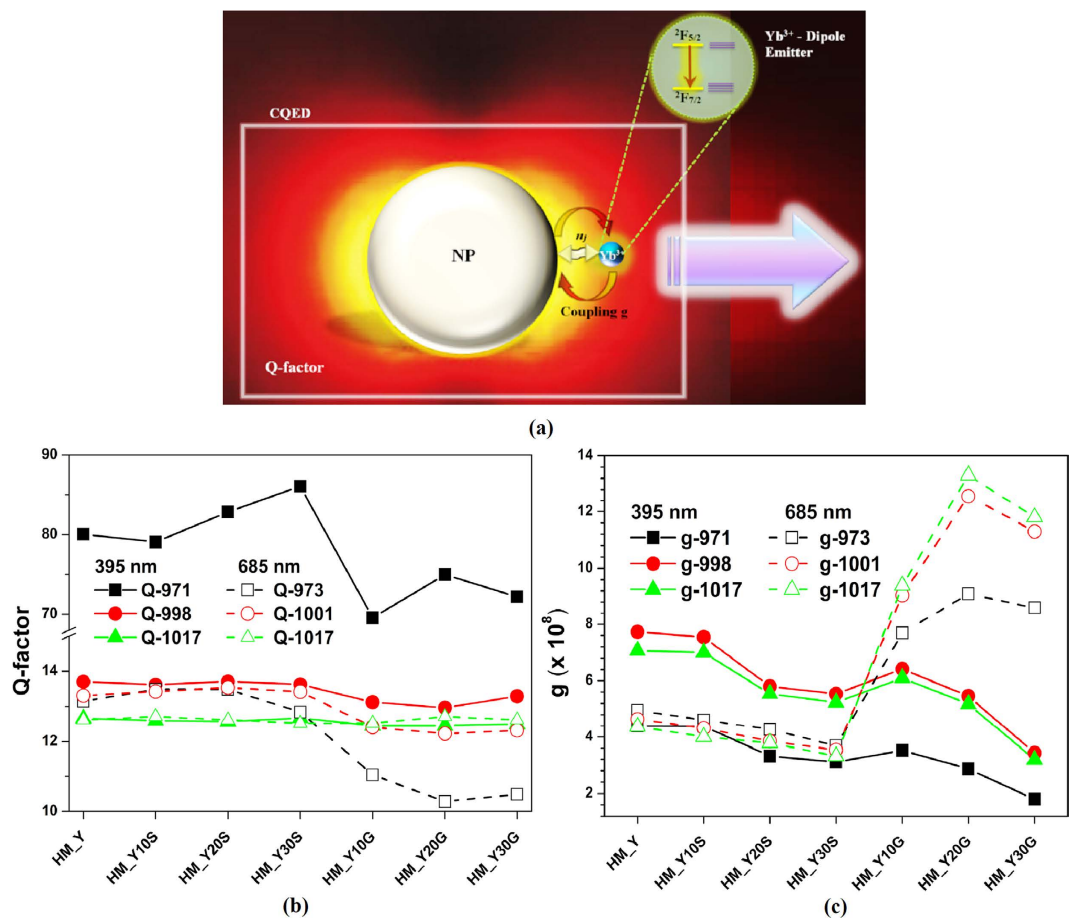 ²F₅/₂
²F₇/₂
Yb³⁺ - Dipole
Emitter
CQED
NP
n_j
Yb³⁺
Coupling g
Q-factor
(a)
90
80
70
14
12
10
Q-factor
395 nm
685 nm
Q-971
Q-973
Q-998
Q-1001
Q-1017
Q-1017
HM_Y
HM_Y10S
HM_Y20S
HM_Y30S
HM_Y10G
HM_Y20G
HM_Y30G
(b)
14
12
10
8
6
4
2
g (x 10⁸)
395 nm
685 nm
g-971
g-973
g-998
g-1001
g-1017
g-1017
HM_Y
HM_Y10S
HM_Y20S
HM_Y30S
HM_Y10G
HM_Y20G
HM_Y30G
(c)